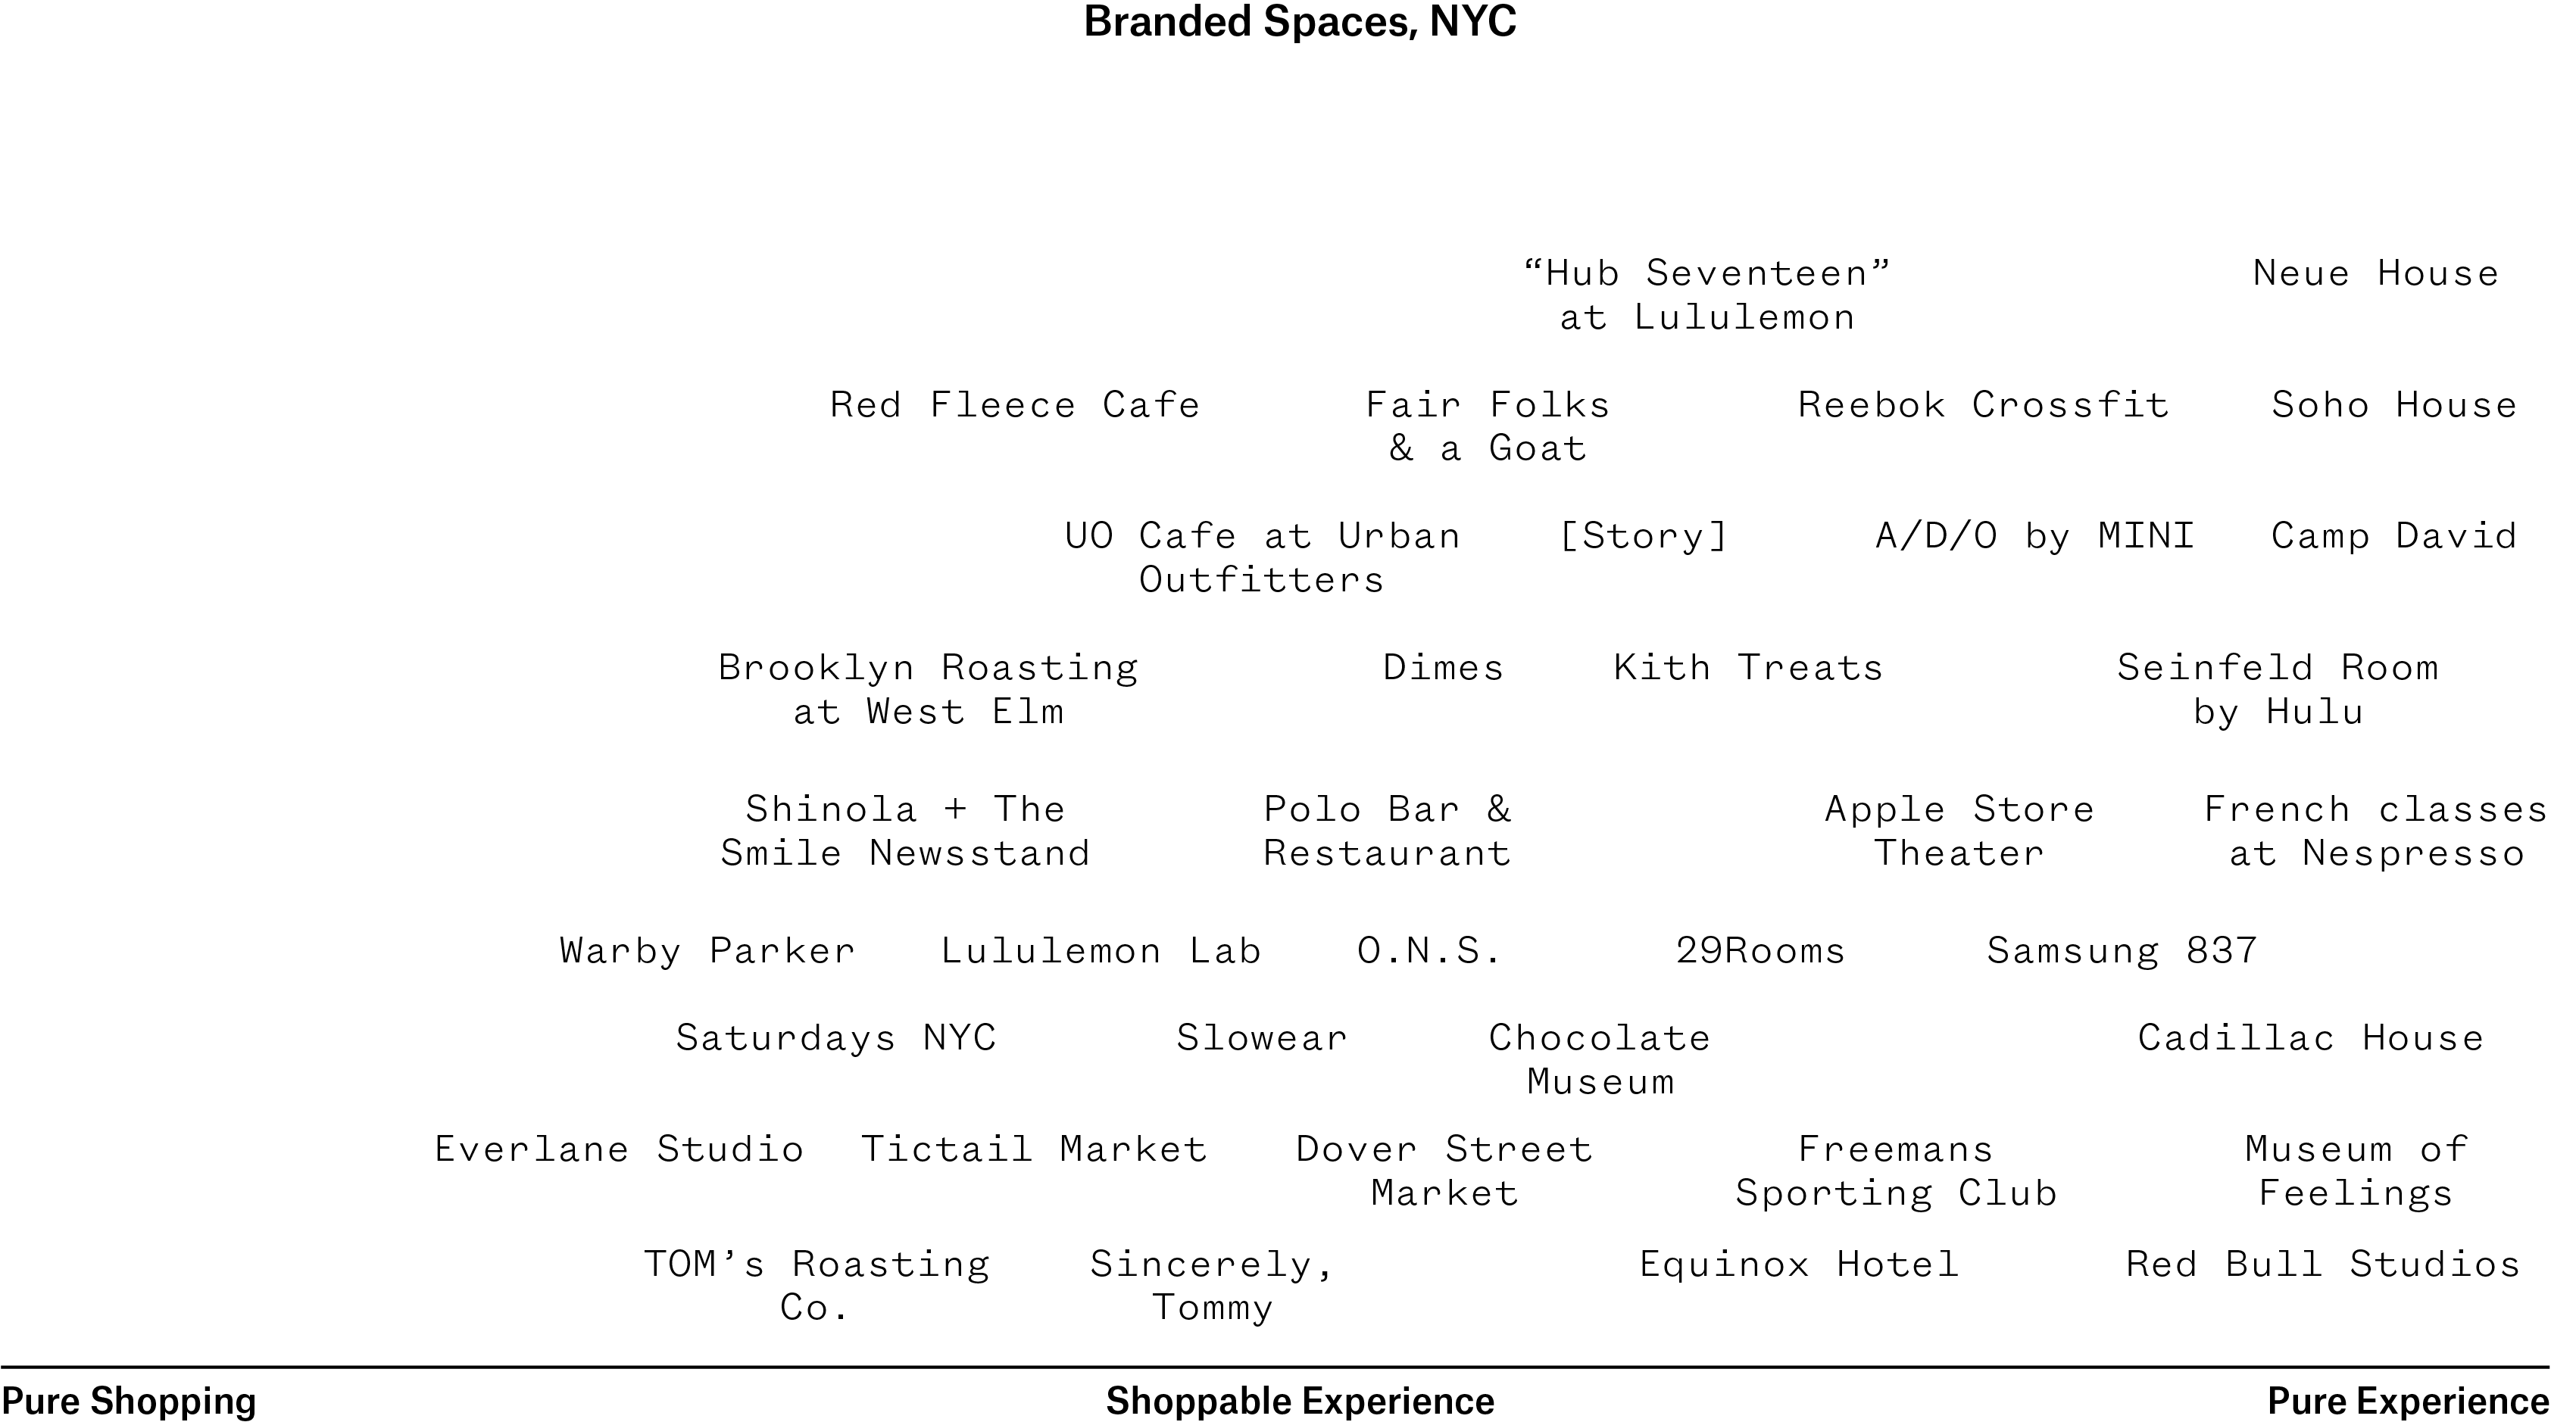 Branded Spaces, NYC
“Hub Seventeen”
at Lululemon
Neue House
Red Fleece Cafe
Fair Folks
& a Goat
Reebok Crossfit
Soho House
UO Cafe at Urban
Outfitters
[Story]
A/D/O by MINI
Camp David
Brooklyn Roasting
at West Elm
Dimes
Kith Treats
Seinfeld Room
by Hulu
Shinola + The
Smile Newsstand
Polo Bar &
Restaurant
Apple Store
Theater
French classes
at Nespresso
Warby Parker
Lululemon Lab
O.N.S.
29Rooms
Samsung 837
Saturdays NYC
Slowear
Chocolate
Museum
Cadillac House
Everlane Studio
Tictail Market
Dover Street
Market
Freemans
Sporting Club
Museum of
Feelings
TOM’s Roasting
Co.
Sincerely,
Tommy
Equinox Hotel
Red Bull Studios
Pure Shopping
Shoppable Experience
Pure Experience